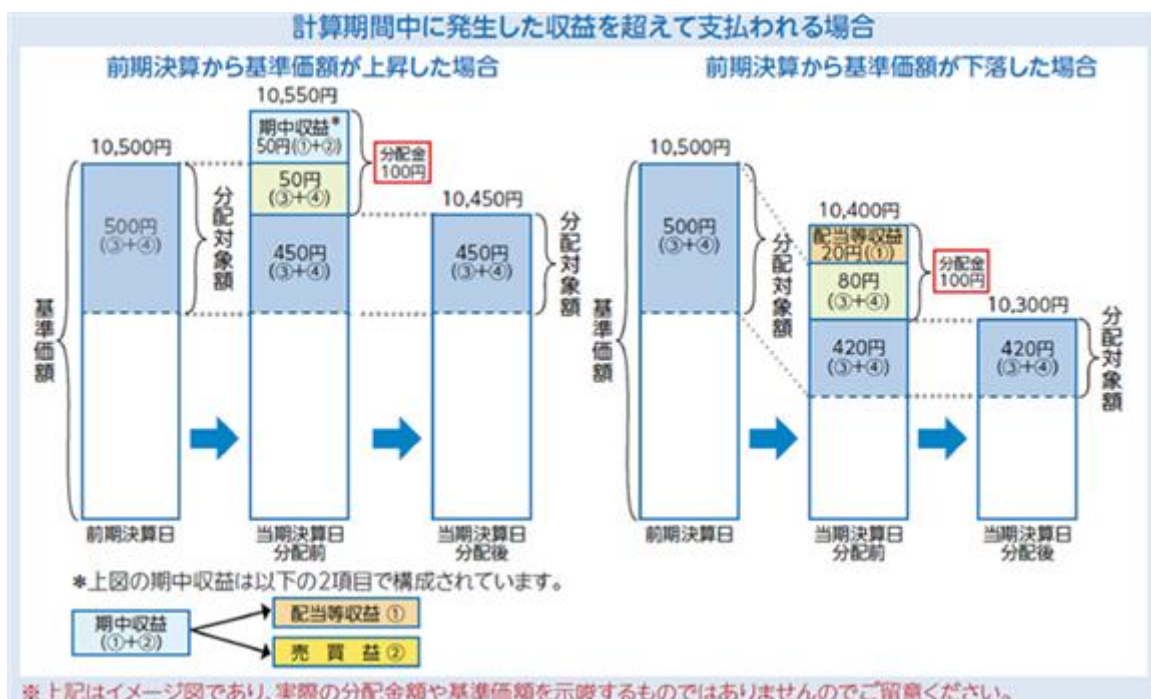 計算期間中に発生した収益を超えて支払われる場合
前期決算から基準価額が上昇した場合
10,550円
10,500円
期中収益*
50円(①+②)
分配金
100円
50円
(③+④)
10,450円
500円
(③+④)
分配対象額
450円
(③+④)
450円
(③+④)
分配対象額
基準価額
前期決算日
当期決算日
分配前
当期決算日
分配後
前期決算から基準価額が下落した場合
10,500円
10,400円
配当等収益
20円(①)
分配金
100円
500円
(③+④)
分配対象額
80円
(③+④)
10,300円
420円
(③+④)
420円
(③+④)
分配対象額
基準価額
前期決算日
当期決算日
分配前
当期決算日
分配後
*上図の期中収益は以下の2項目で構成されています。
期中収益
(①+②)
配当等収益 ①
売 買 益 ②
※上記はイメージ図であり、実際の分配金額や基準価額を示唆するものではありませんのでご留意ください。